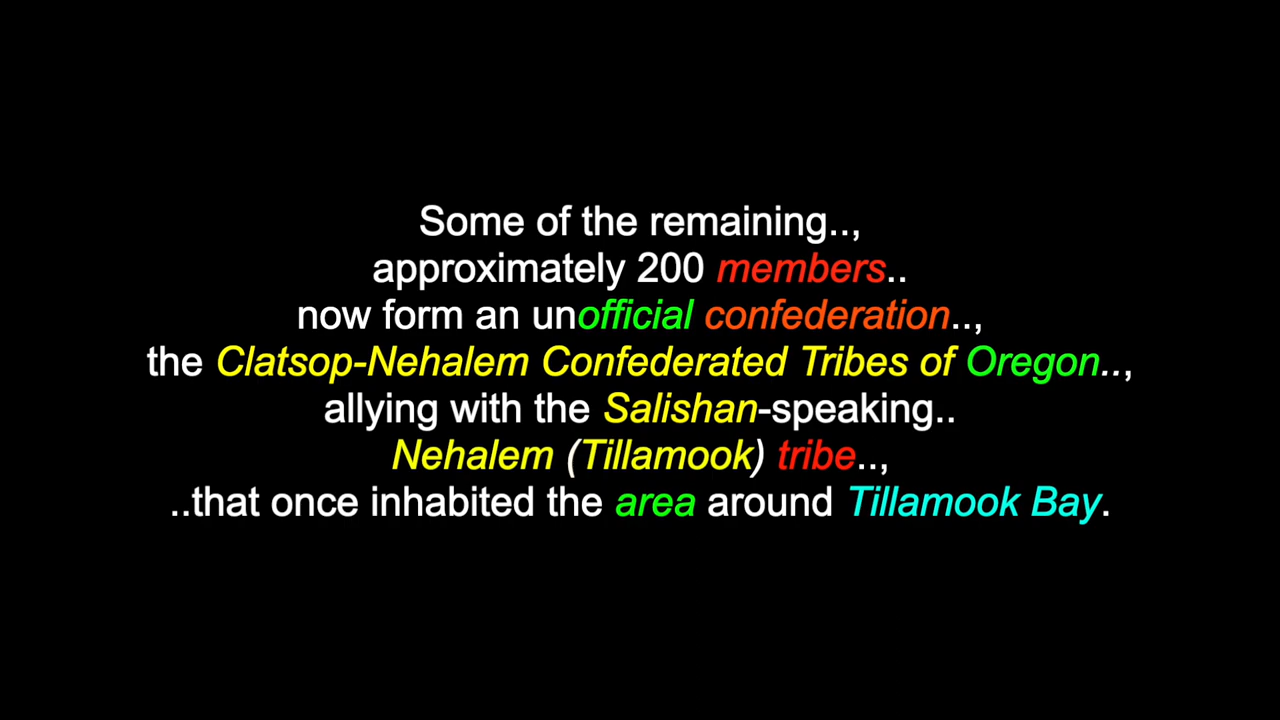 Some of the remaining..,
approximately 200 members..
now form an unofficial confederation..,
the Clatsop-Nehalem Confederated Tribes of Oregon..,
allying with the Salishan-speaking..
Nehalem (Tillamook) tribe..,
..that once inhabited the area around Tillamook Bay.